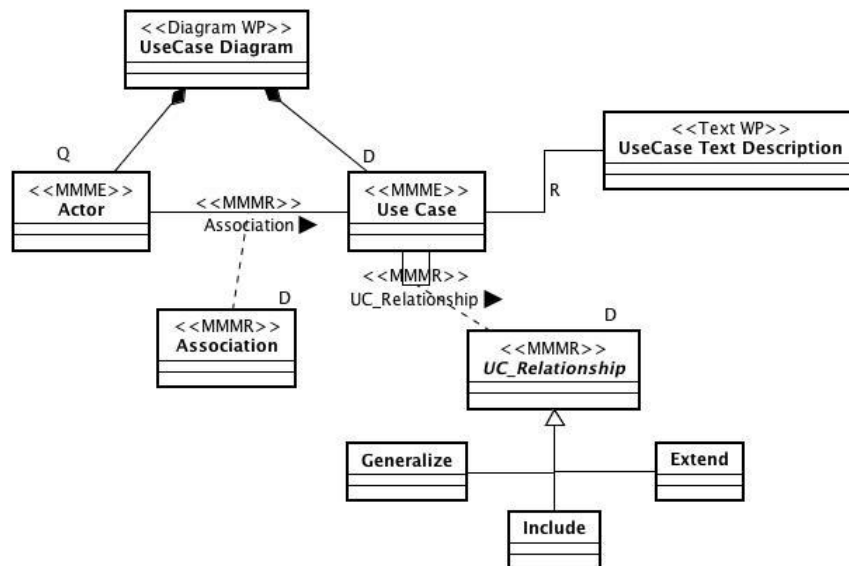 <<Diagram WP>>
UseCase Diagram
<<Text WP>>
UseCase Text Description
Q
D
R
<<MMME>>
Actor
<<MMMR>>
Association ▶
<<MMME>>
Use Case
<<MMMR>>
UC_Relationship ▶
D
<<MMMR>>
Association
D
<<MMMR>>
UC_Relationship
Generalize
Extend
Include